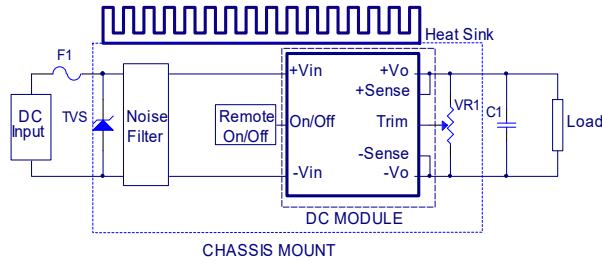 Heat Sink
F1
+Vin
+Vo
+Sense
DC
Input
TVS
Noise
Filter
Remote
On/Off
On/Off
Trim
VR1
C1
Load
-Sense
-Vin
-Vo
DC MODULE
CHASSIS MOUNT